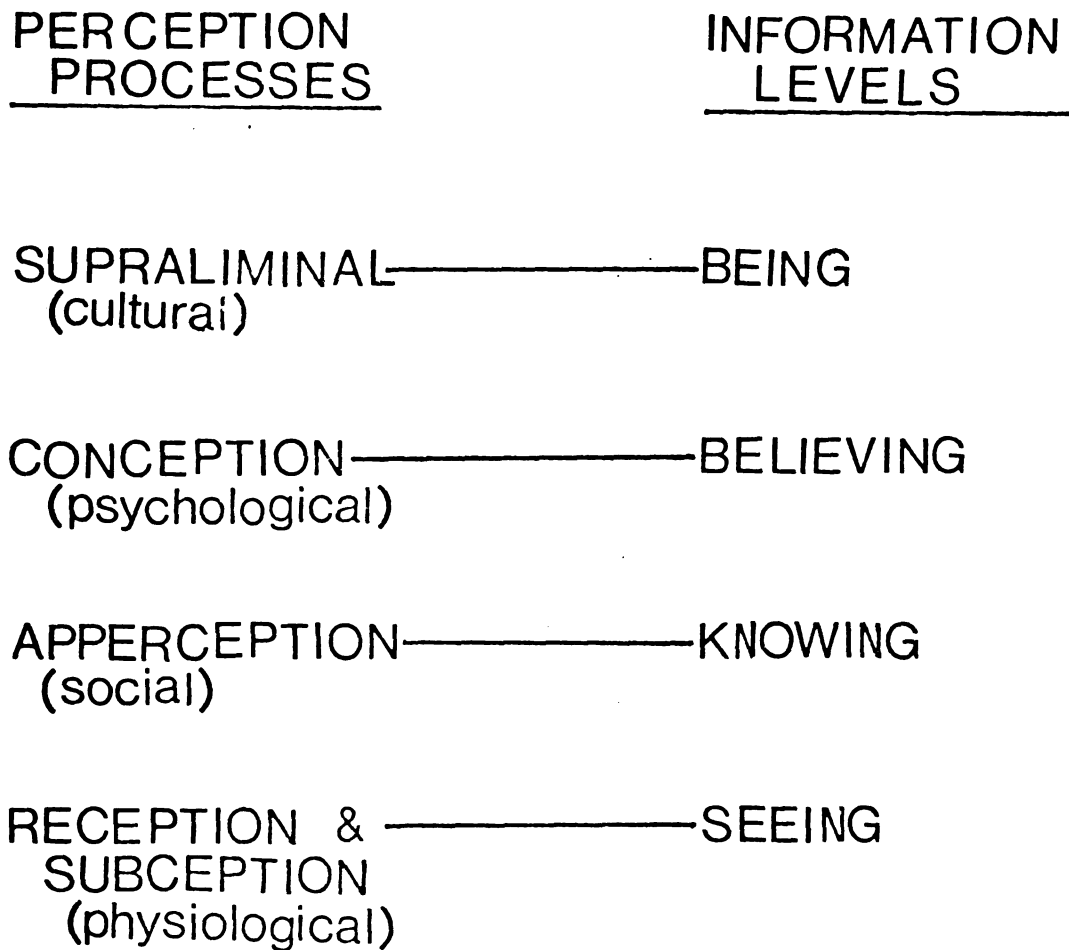 PERCEPTION
PROCESSES
INFORMATION
LEVELS
SUPRALIMINAL
(cultural)
BEING
CONCEPTION
(psychological)
BELIEVING
APPERCEPTION
(social)
KNOWING
RECEPTION &
SUBCEPTION
(physiological)
SEEING